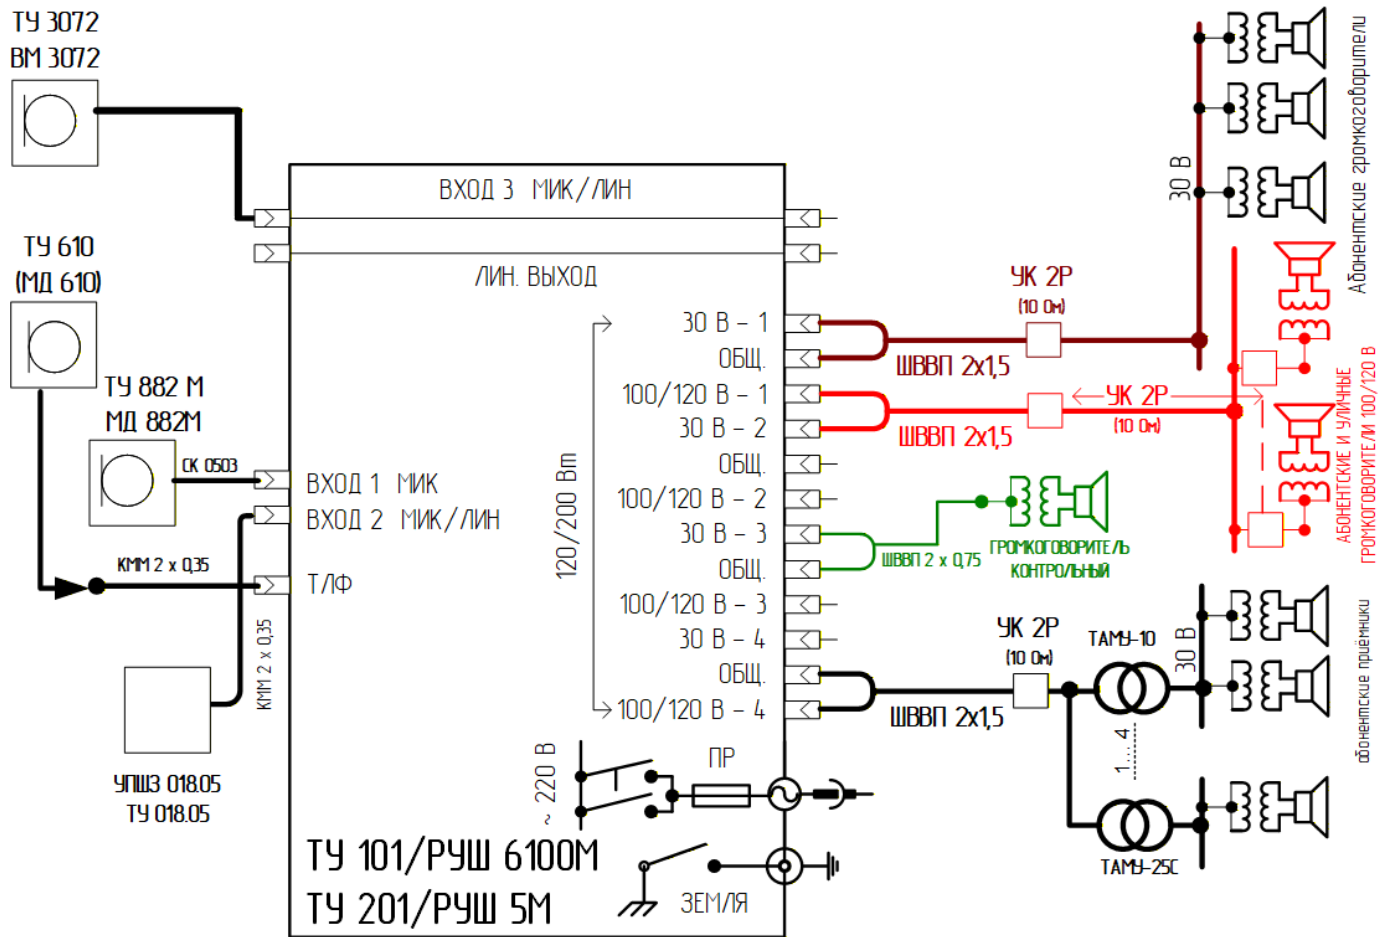 ТУ 3072
ВМ 3072
ТУ 610
(МД 610)
ТУ 882 М
МД 882М
СК 0503
КММ 2 х 0,35
КММ 2 х 0,35
УПШЗ 018.05
ТУ 018.05
ВХОД 3 МИК/ЛИН
ЛИН. ВЫХОД
ВХОД 1 МИК
ВХОД 2 МИК/ЛИН
Т/Ф
120/200 Вт
30 В - 1
ОБЩ.
100/120 В - 1
30 В - 2
ОБЩ.
100/120 В - 2
30 В - 3
ОБЩ.
100/120 В - 3
30 В - 4
ОБЩ.
100/120 В - 4
~ 220 В
ПР
ЗЕМЛЯ
ТУ 101/РУШ 6100М
ТУ 201/РУШ 5М
УК 2Р
(10 Ом)
ШВВП 2х1,5
30 В
Абонентские громкоговорители
УК 2Р
(10 Ом)
ШВВП 2х1,5
АБОНЕНТСКИЕ И УЛИЧНЫЕ
ГРОМКОГОВОРИТЕЛИ 100/120 В
ШВВП 2 х 0,75
ГРОМКОГОВОРИТЕЛЬ
КОНТРОЛЬНЫЙ
УК 2Р
(10 Ом)
ШВВП 2х1,5
ТАМУ-10
30 В
1... 4
ТАМУ-25С
абонентские приёмники